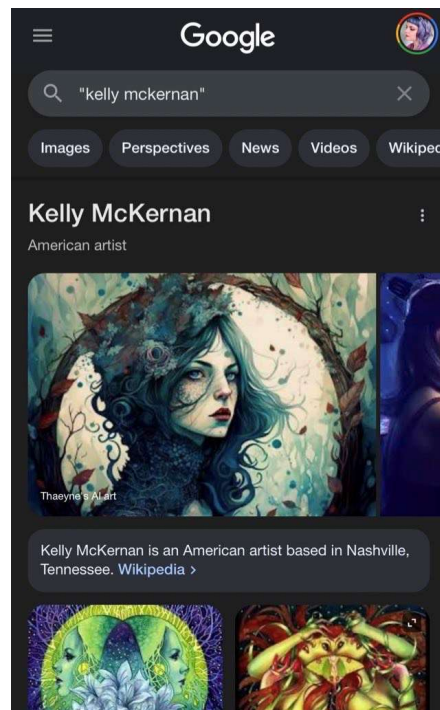 Google
"kelly mckernan"
Images Perspectives News Videos Wikiped
Kelly McKernan
American artist
Thaeyne's AI art
Kelly McKernan is an American artist based in Nashville,
Tennessee. Wikipedia >